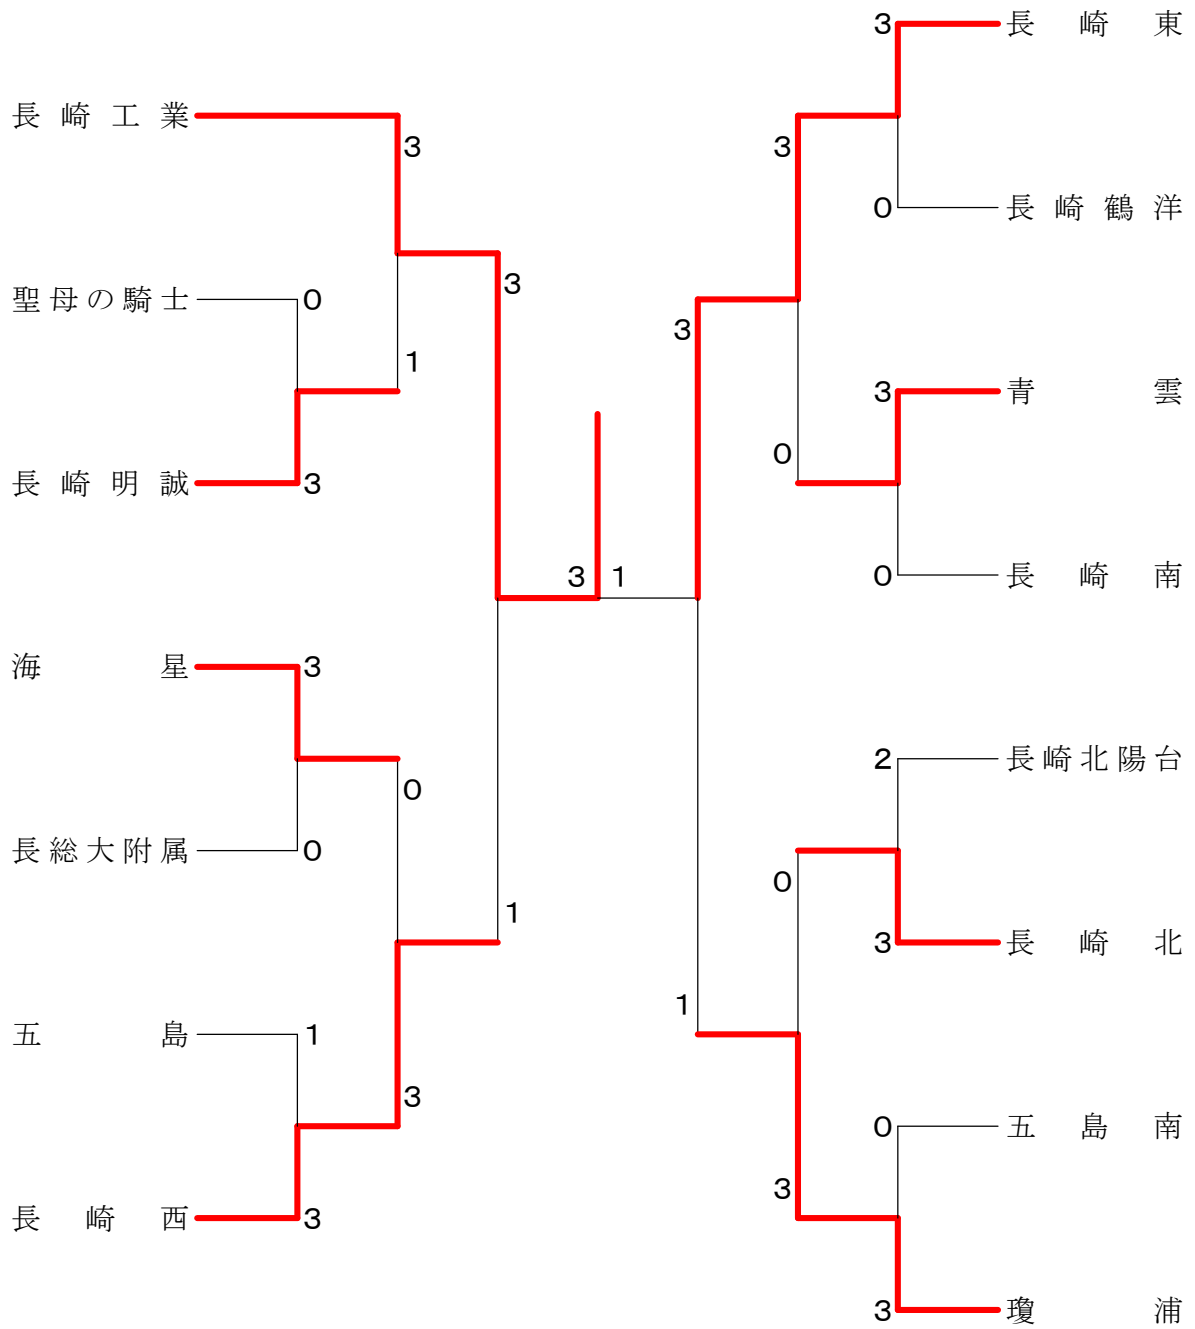 長崎工業
3
聖母の騎士 0
1
長崎明誠 3
3
海星 3
0
長総大附属 0
1
五島 1
3
長崎西 3
3 1
3 長崎東
3
0 長崎鶴洋
3
3 青雲
0
0 長崎南
2 長崎北陽台
0
3 長崎北
1
0 五島南
3
3 瓊浦